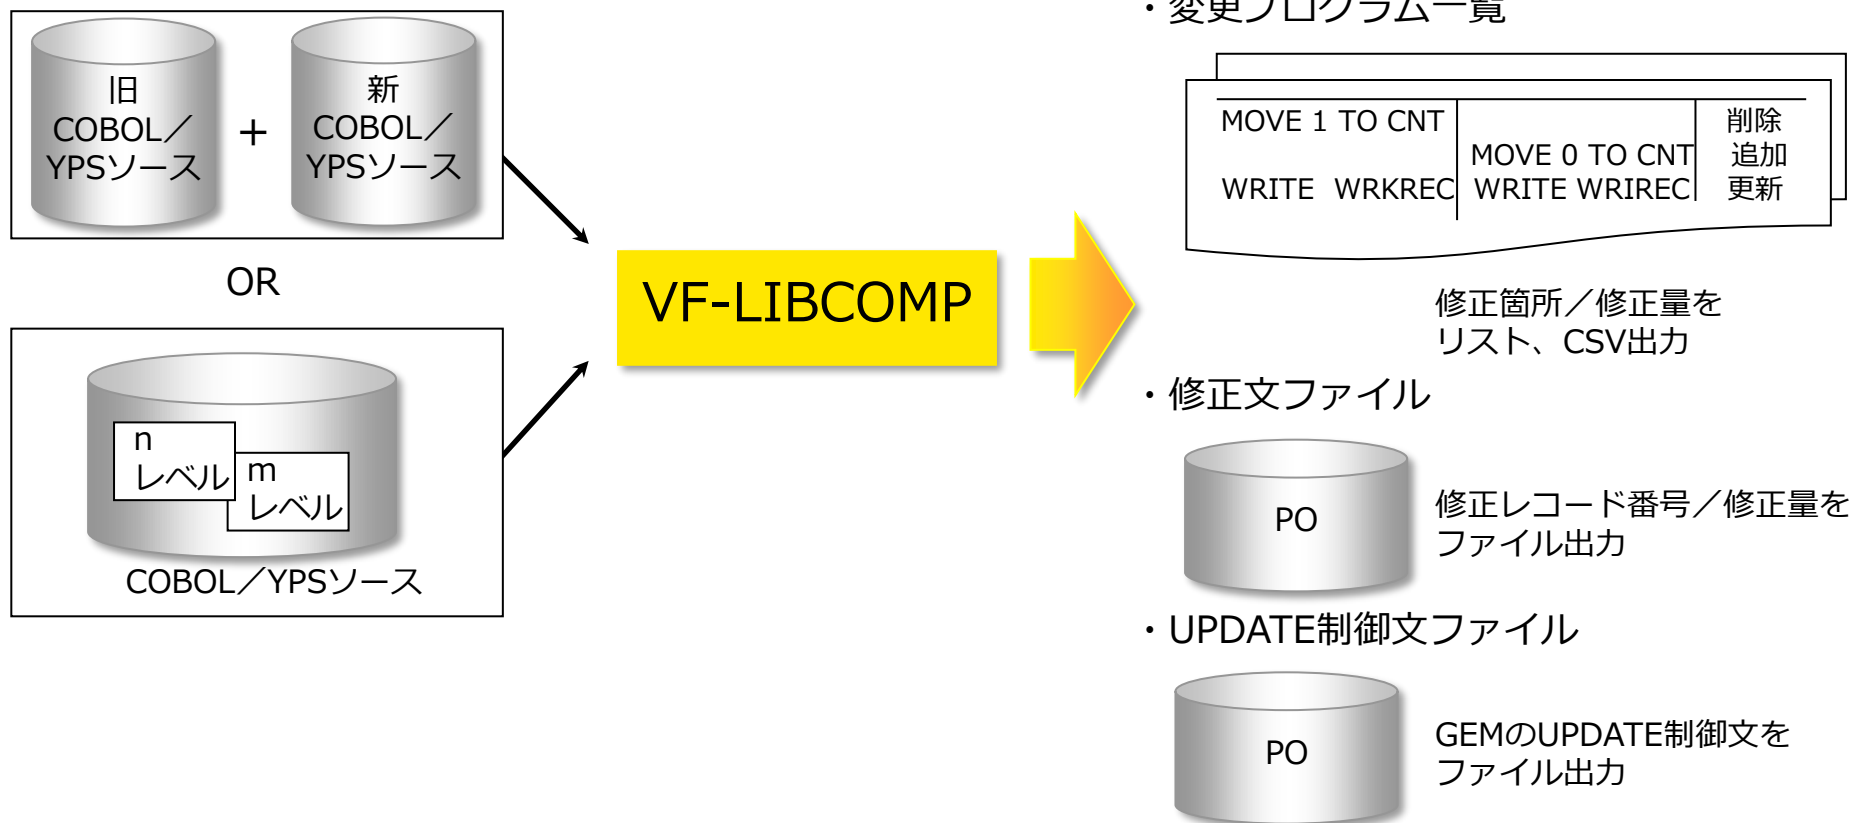 旧
COBOL／
YPSソース
+
新
COBOL／
YPSソース
OR
n
レベル
m
レベル
COBOL／YPSソース
VF-LIBCOMP
・変更プログラム一覧
MOVE 1 TO CNT 削除
MOVE 0 TO CNT 追加
WRITE WRKREC WRITE WRIREC 更新
修正箇所／修正量を
リスト、CSV出力
・修正文ファイル
PO
修正レコード番号／修正量を
ファイル出力
・UPDATE制御文ファイル
PO
GEMのUPDATE制御文を
ファイル出力